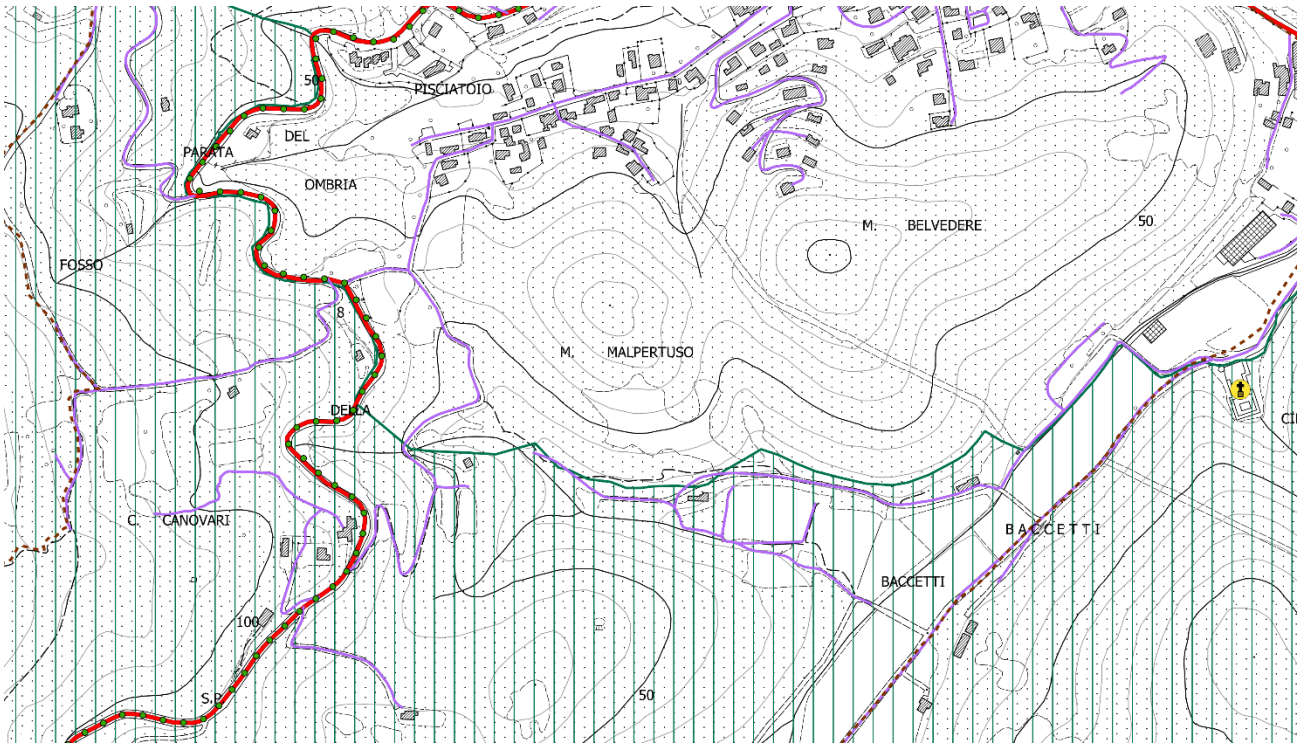 50
PISCIATOIO
DEL
PARATA
OMBRIA
M. BELVEDERE
50
FOSSO
8
M. MALPERTUSO
DELLA
C. CANOVARI
BACCETTI
BACCETTI
100
50
S.P.